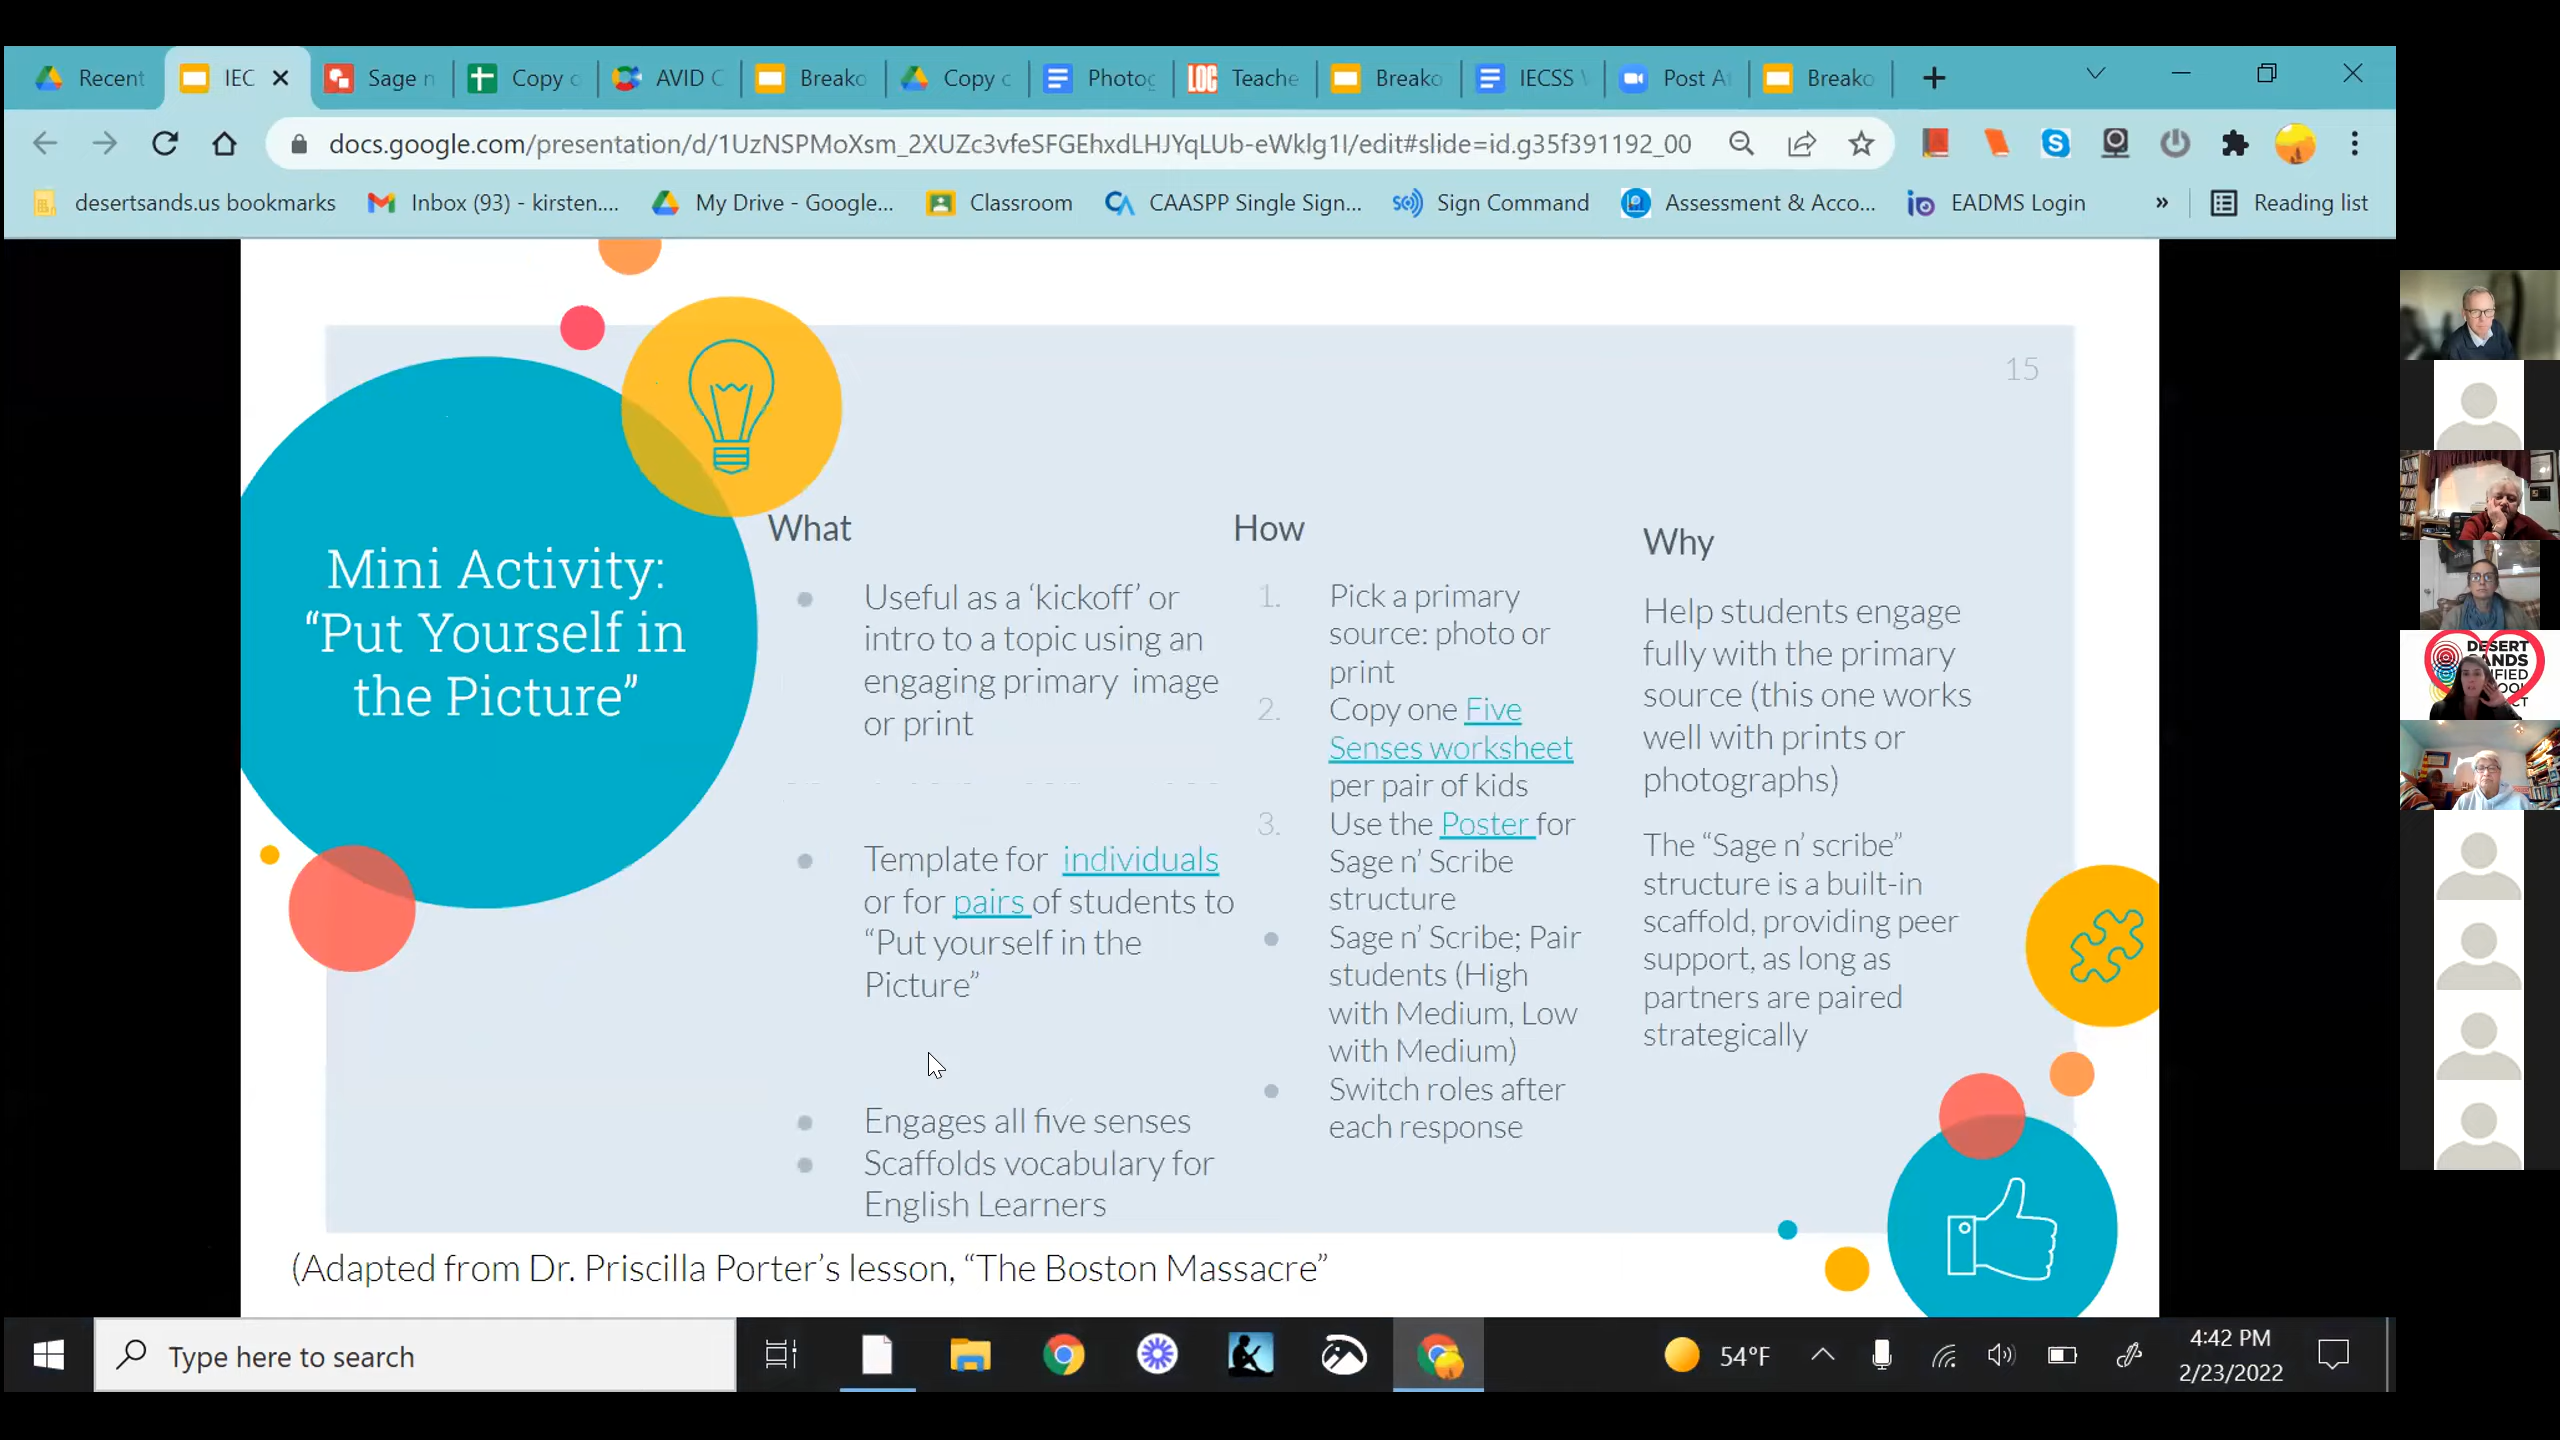 Recent
IEC
Sage n
Copy c
AVID C
Breako
Copy c
Photog
LOC
Teache
Breako
IECSS
Post A
Breako
docs.google.com/presentation/d/1UzNSPMoXsm_2XUZc3vfeSFGEhxdLHJYqLUb-eWklg1I/edit#slide=id.g35f391192_00
desertsands.us bookmarks
Inbox (93) - kirsten....
My Drive - Google...
Classroom
CAASPP Single Sign...
Sign Command
Assessment & Acco...
EADMS Login
»
Reading list
15
Mini Activity:
“Put Yourself in
the Picture”
What
Useful as a ‘kickoff’ or
intro to a topic using an
engaging primary image
or print
Template for individuals
or for pairs of students to
“Put yourself in the
Picture”
Engages all five senses
Scaffolds vocabulary for
English Learners
How
1. Pick a primary
source: photo or
print
2. Copy one Five
Senses worksheet
per pair of kids
3. Use the Poster for
Sage n’ Scribe
structure
Sage n’ Scribe; Pair
students (High
with Medium, Low
with Medium)
Switch roles after
each response
Why
Help students engage
fully with the primary
source (this one works
well with prints or
photographs)
The “Sage n’ scribe”
structure is a built-in
scaffold, providing peer
support, as long as
partners are paired
strategically
(Adapted from Dr. Priscilla Porter’s lesson, “The Boston Massacre”
DESERT
Type here to search
54°F
4:42 PM
2/23/2022